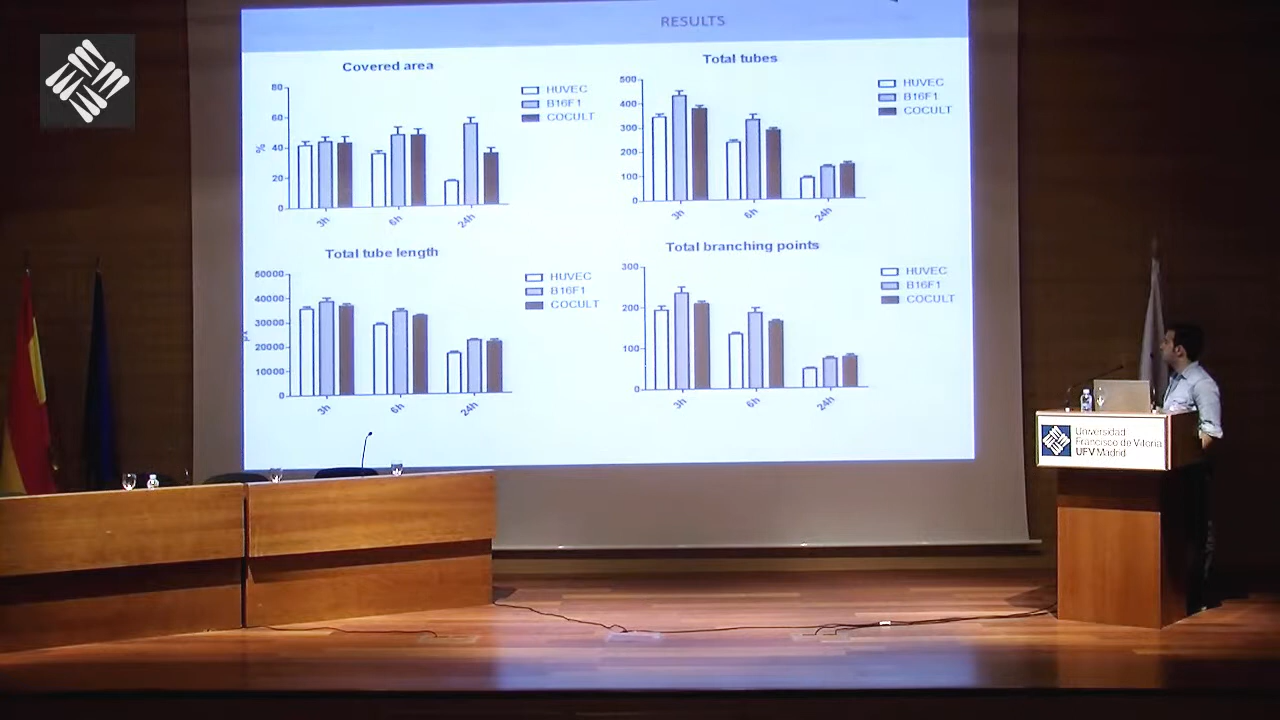 RESULTS
Covered area
80
60
40
20
0
%
3h
6h
24h
HUVEC
B16F1
COCULT
Total tubes
500
400
300
200
100
0
3h
6h
24h
HUVEC
B16F1
COCULT
Total tube length
50000
40000
30000
20000
10000
0
3h
6h
24h
HUVEC
B16F1
COCULT
Total branching points
300
200
100
0
3h
6h
24h
HUVEC
B16F1
COCULT
Universidad
Francisco de Vitoria
UFV Madrid